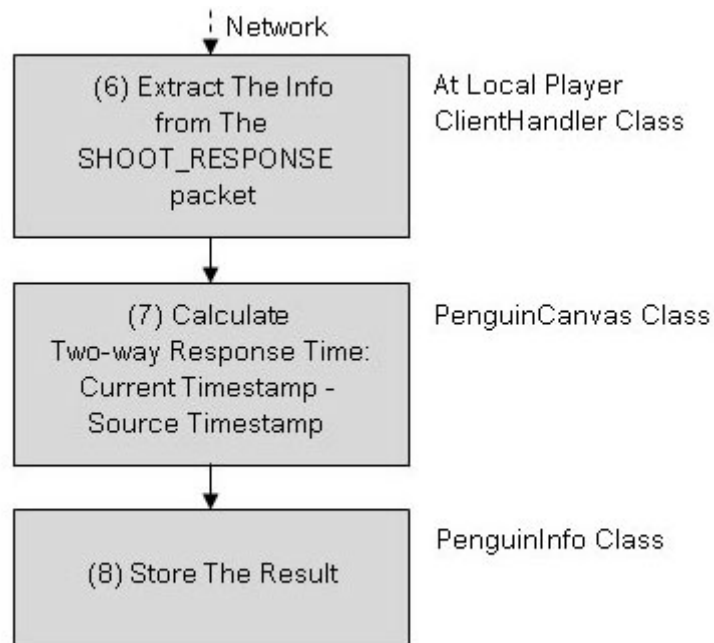 Network
(6) Extract The Info
from The
SHOOT_RESPONSE
packet
At Local Player
ClientHandler Class
(7) Calculate
Two-way Response Time:
Current Timestamp -
Source Timestamp
PenguinCanvas Class
(8) Store The Result
PenguinInfo Class